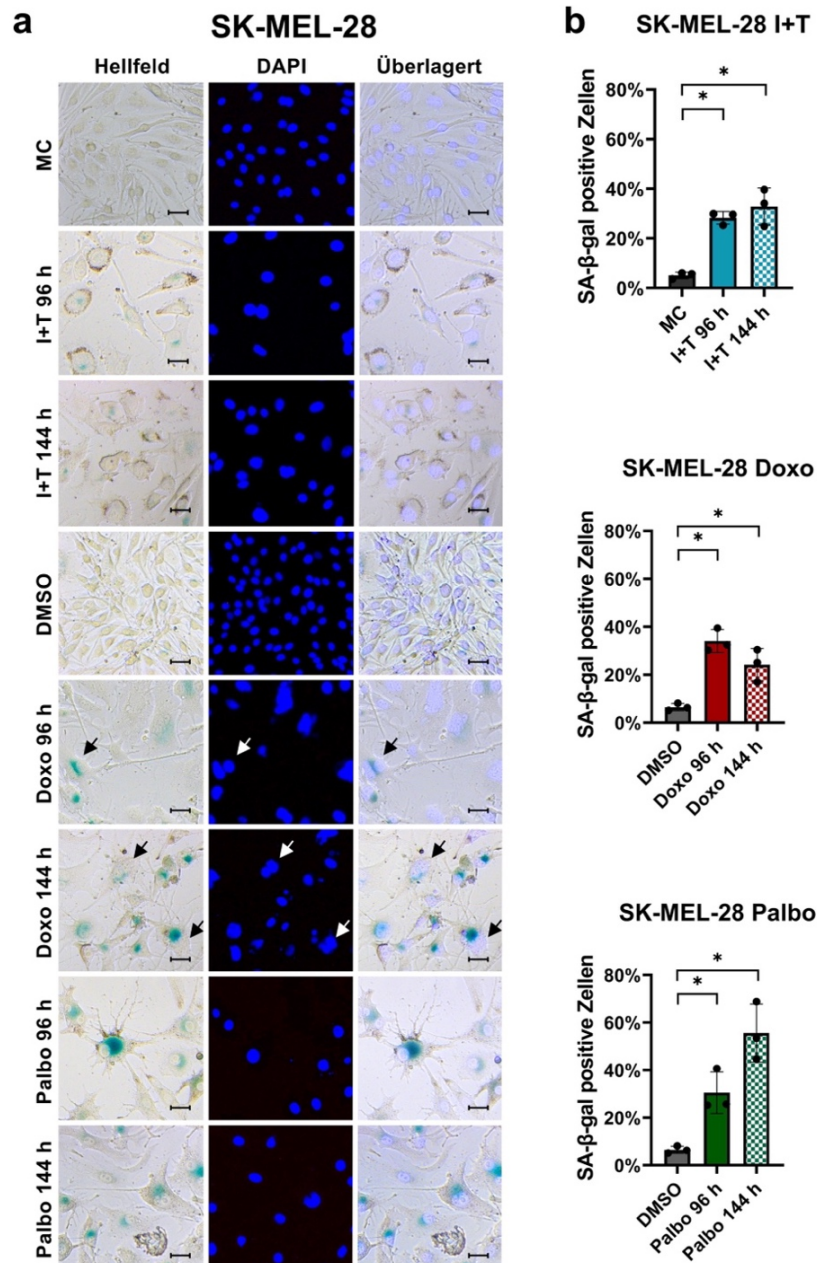 a
SK-MEL-28
Hellfeld DAPI Überlagert
MC
I+T 96 h
I+T 144 h
DMSO
Doxo 96 h
Doxo 144 h
Palbo 96 h
Palbo 144 h
b
SK-MEL-28 I+T
SA-β-gal positive Zellen
80%
60%
40%
20%
0%
* 
*
MC
I+T 96 h
I+T 144 h
SK-MEL-28 Doxo
SA-β-gal positive Zellen
80%
60%
40%
20%
0%
*
*
DMSO
Doxo 96 h
Doxo 144 h
SK-MEL-28 Palbo
SA-β-gal positive Zellen
80%
60%
40%
20%
0%
*
*
DMSO
Palbo 96 h
Palbo 144 h